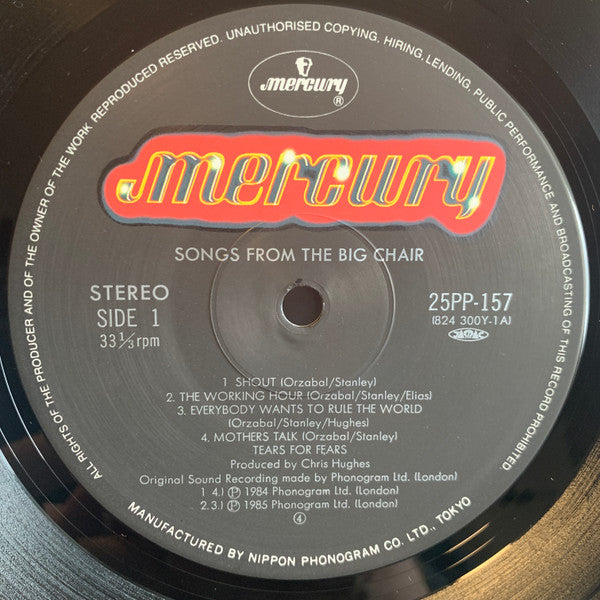 ALL RIGHTS OF THE PRODUCER AND OF THE OWNER OF THE WORK REPRODUCED RESERVED. UNAUTHORISED COPYING, HIRING, LENDING, PUBLIC PERFORMANCE AND BROADCASTING OF THIS RECORD PROHIBITED
mercury
®
mercury
SONGS FROM THE BIG CHAIR
STEREO
SIDE 1
33⅓rpm
25PP-157
(824 300Y-1A)
1. SHOUT (Orzabal/Stanley)
2. THE WORKING HOUR (Orzabal/Stanley/Elias)
3. EVERYBODY WANTS TO RULE THE WORLD
(Orzabal/Stanley/Hughes)
4. MOTHERS TALK (Orzabal/Stanley)
TEARS FOR FEARS
Produced by Chris Hughes
Original Sound Recording made by Phonogram Ltd. (London)
1 4.) ℗ 1984 Phonogram Ltd. (London)
2.3.) ℗ 1985 Phonogram Ltd. (London)
④
MANUFACTURED BY NIPPON PHONOGRAM CO. LTD., TOKYO